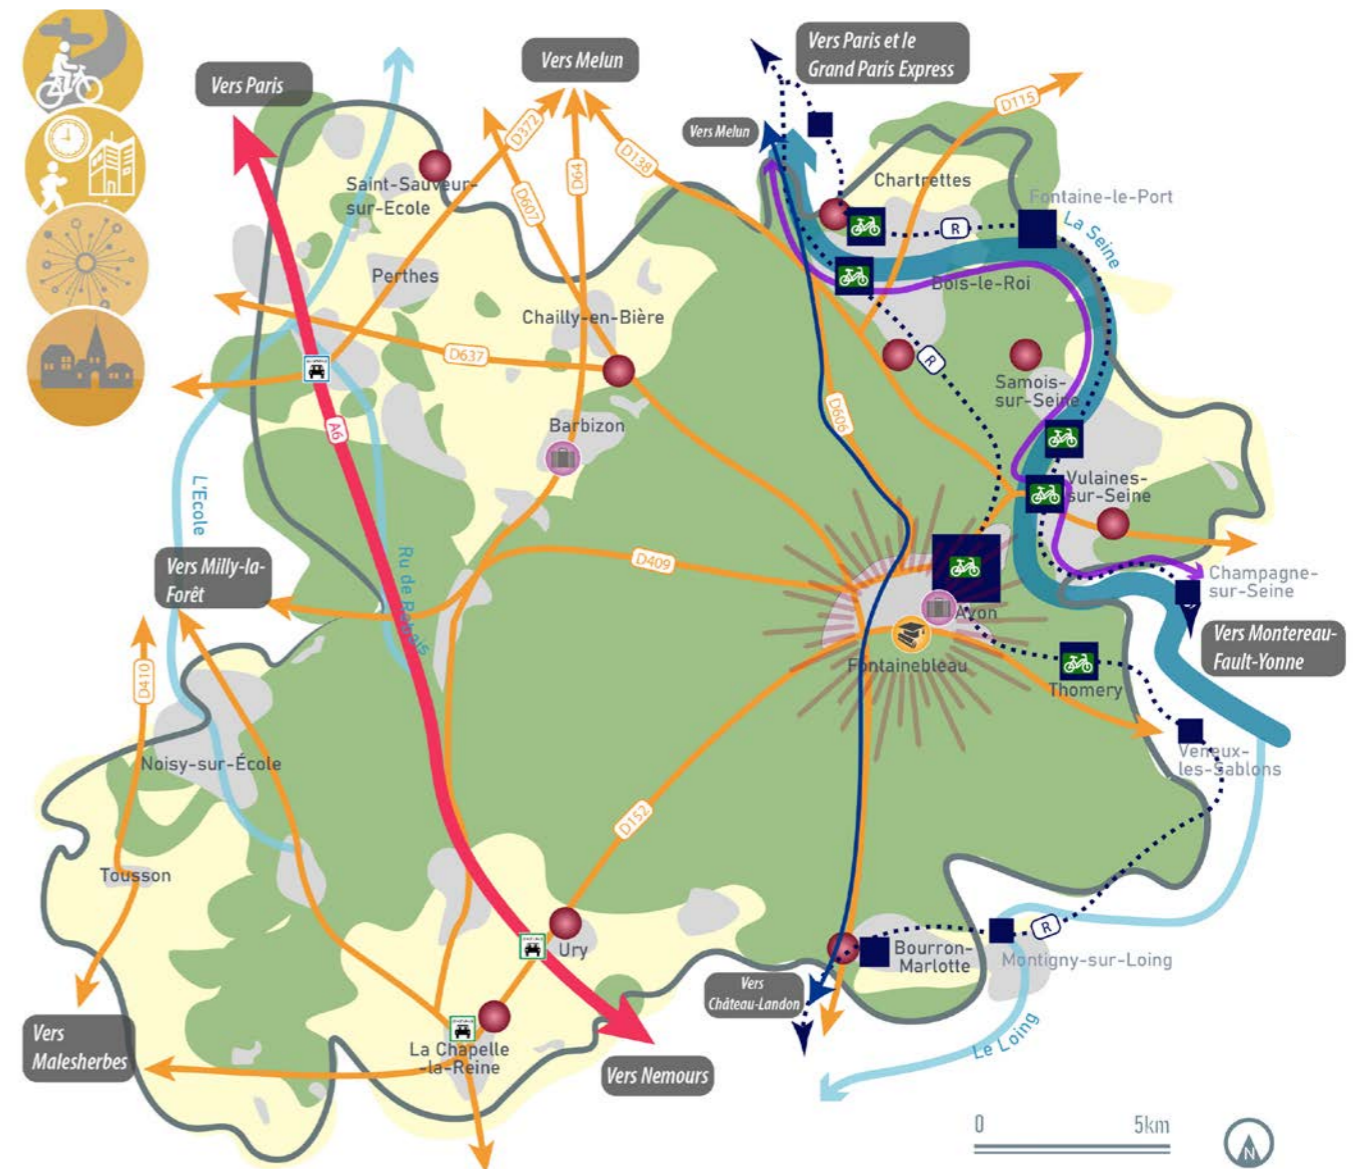 Vers Paris et le
Grand Paris Express
Vers Melun
Vers Paris
D115
D372
Vers Melun
D138
D64
Chartrettes
Saint-Sauveur-
sur-Ecole
Fontaine-le-Port
D607
R
La Seine
Perthes
Bois-le-Roi
Chailly-en-Bière
D637
R
Samois-
sur-Seine
A6
D606
Barbizon
Vulaines-
sur-Seine
L'Ecole
Vers Milly-la-
Forêt
Ru de Rebais
D409
Champagne-
sur-Seine
Avon
Vers Montereau-
Fault-Yonne
Fontainebleau
D410
Thomery
Noisy-sur-École
Veneux-
les-Sablons
D152
Tousson
R
Ury
Bourron-
Marlotte
Montigny-sur-Loing
Vers
Château-Landon
Vers
Malesherbes
La Chapelle
-la-Reine
Le Loing
Vers Nemours
0 5km
N